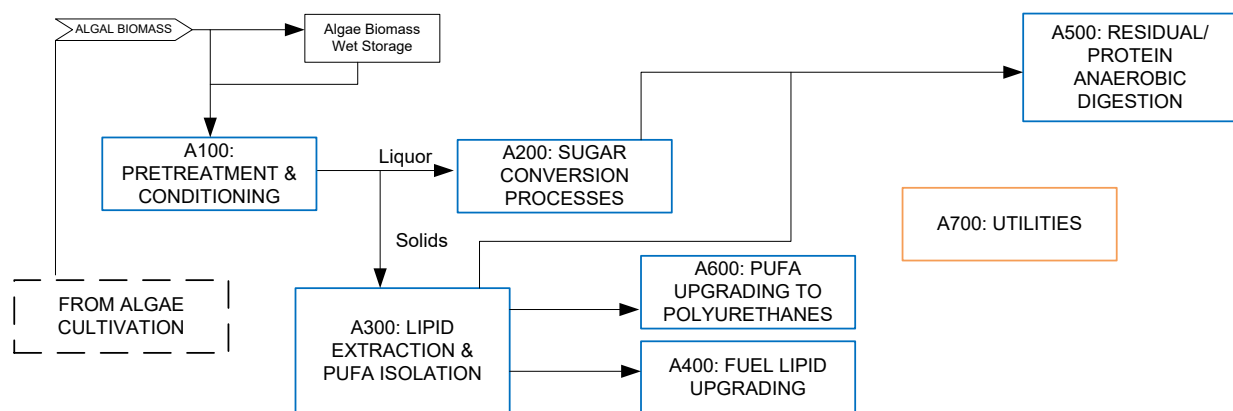 ALGAL BIOMASS
Algae Biomass
Wet Storage
A500: RESIDUAL/
PROTEIN
ANAEROBIC
DIGESTION
A100:
PRETREATMENT &
CONDITIONING
Liquor
A200: SUGAR
CONVERSION
PROCESSES
A700: UTILITIES
Solids
FROM ALGAE
CULTIVATION
A300: LIPID
EXTRACTION &
PUFA ISOLATION
A600: PUFA
UPGRADING TO
POLYURETHANES
A400: FUEL LIPID
UPGRADING